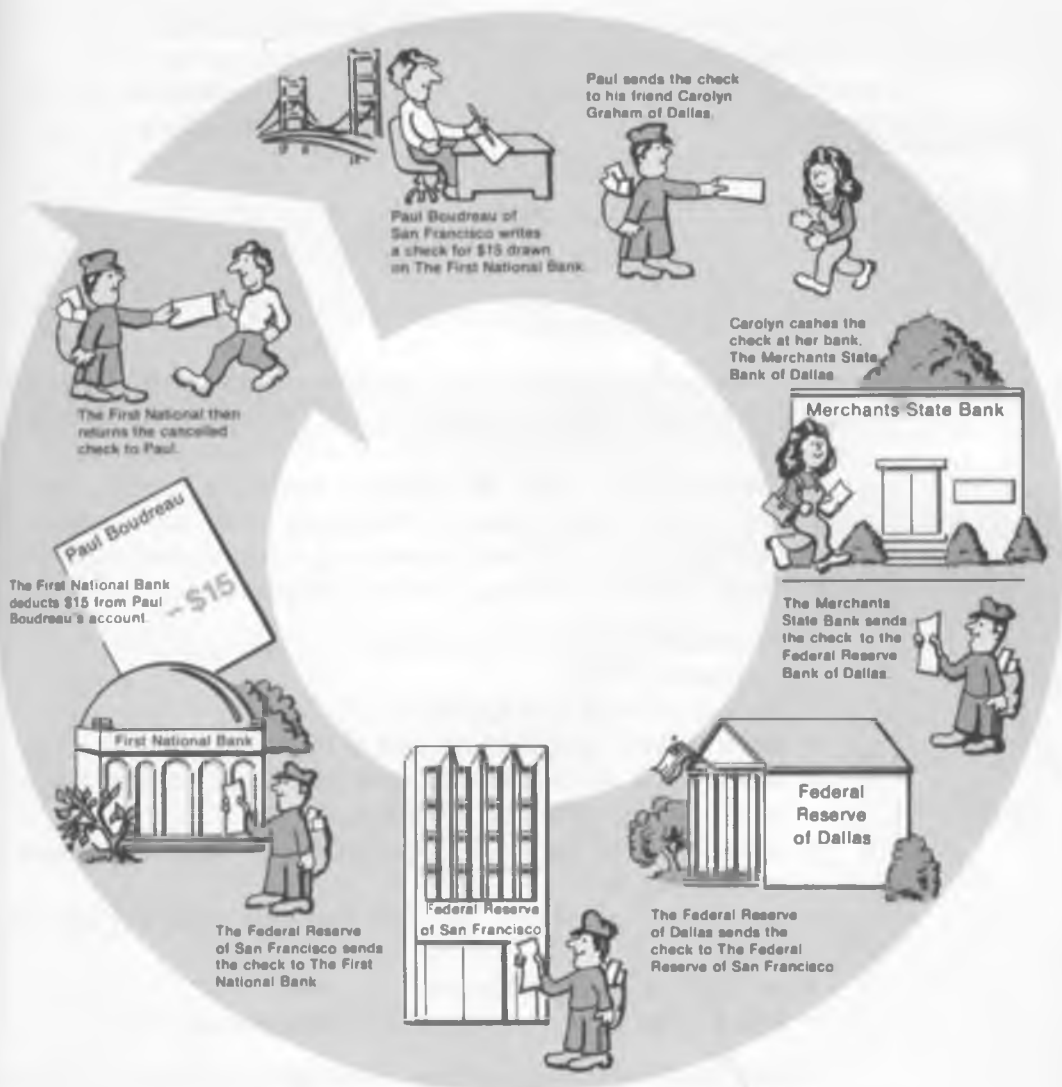 Paul Boudreau of
San Francisco writes
a check for $15 drawn
on The First National Bank.
Paul sends the check
to his friend Carolyn
Graham of Dallas.
Carolyn cashes the
check at her bank,
The Merchants State
Bank of Dallas
Merchants State Bank
The Merchants
State Bank sends
the check to the
Federal Reserve
Bank of Dallas.
Federal
Reserve
of Dallas
The Federal Reserve
of Dallas sends the
check to The Federal
Reserve of San Francisco
Federal Reserve
of San Francisco
The Federal Reserve
of San Francisco sends
the check to The First
National Bank
First National Bank
The First National Bank
deducts $15 from Paul
Boudreau's account.
Paul Boudreau
- $15
The First National then
returns the cancelled
check to Paul.